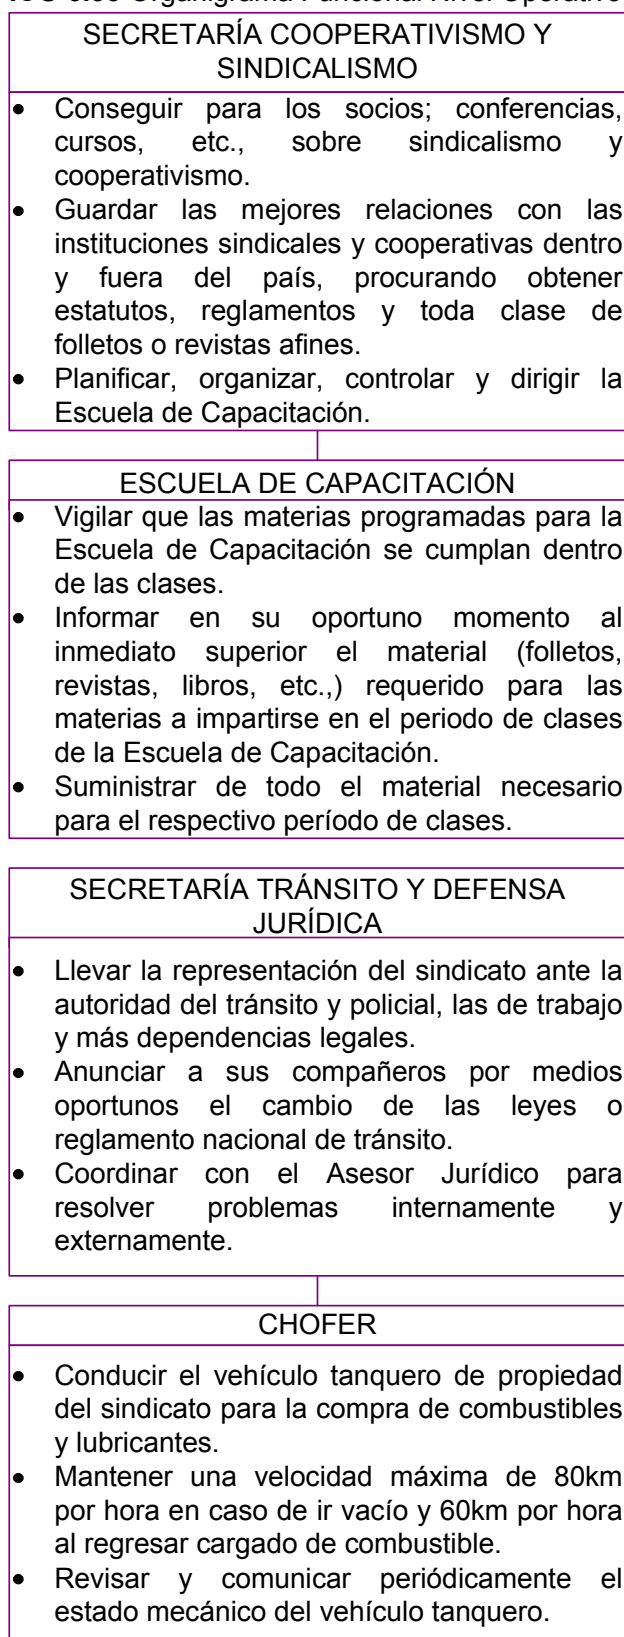 Organigrama Funcional Nivel Operativo
SECRETARÍA COOPERATIVISMO Y
SINDICALISMO
• Conseguir para los socios; conferencias,
cursos, etc., sobre sindicalismo y
cooperativismo.
• Guardar las mejores relaciones con las
instituciones sindicales y cooperativas dentro
y fuera del país, procurando obtener
estatutos, reglamentos y toda clase de
folletos o revistas afines.
• Planificar, organizar, controlar y dirigir la
Escuela de Capacitación.
ESCUELA DE CAPACITACIÓN
• Vigilar que las materias programadas para la
Escuela de Capacitación se cumplan dentro
de las clases.
• Informar en su oportuno momento al
inmediato superior el material (folletos,
revistas, libros, etc.,) requerido para las
materias a impartirse en el periodo de clases
de la Escuela de Capacitación.
• Suministrar de todo el material necesario
para el respectivo período de clases.
SECRETARÍA TRÁNSITO Y DEFENSA
JURÍDICA
• Llevar la representación del sindicato ante la
autoridad del tránsito y policial, las de trabajo
y más dependencias legales.
• Anunciar a sus compañeros por medios
oportunos el cambio de las leyes o
reglamento nacional de tránsito.
• Coordinar con el Asesor Jurídico para
resolver problemas internamente y
externamente.
CHOFER
• Conducir el vehículo tanquero de propiedad
del sindicato para la compra de combustibles
y lubricantes.
• Mantener una velocidad máxima de 80km
por hora en caso de ir vacío y 60km por hora
al regresar cargado de combustible.
• Revisar y comunicar periódicamente el
estado mecánico del vehículo tanquero.